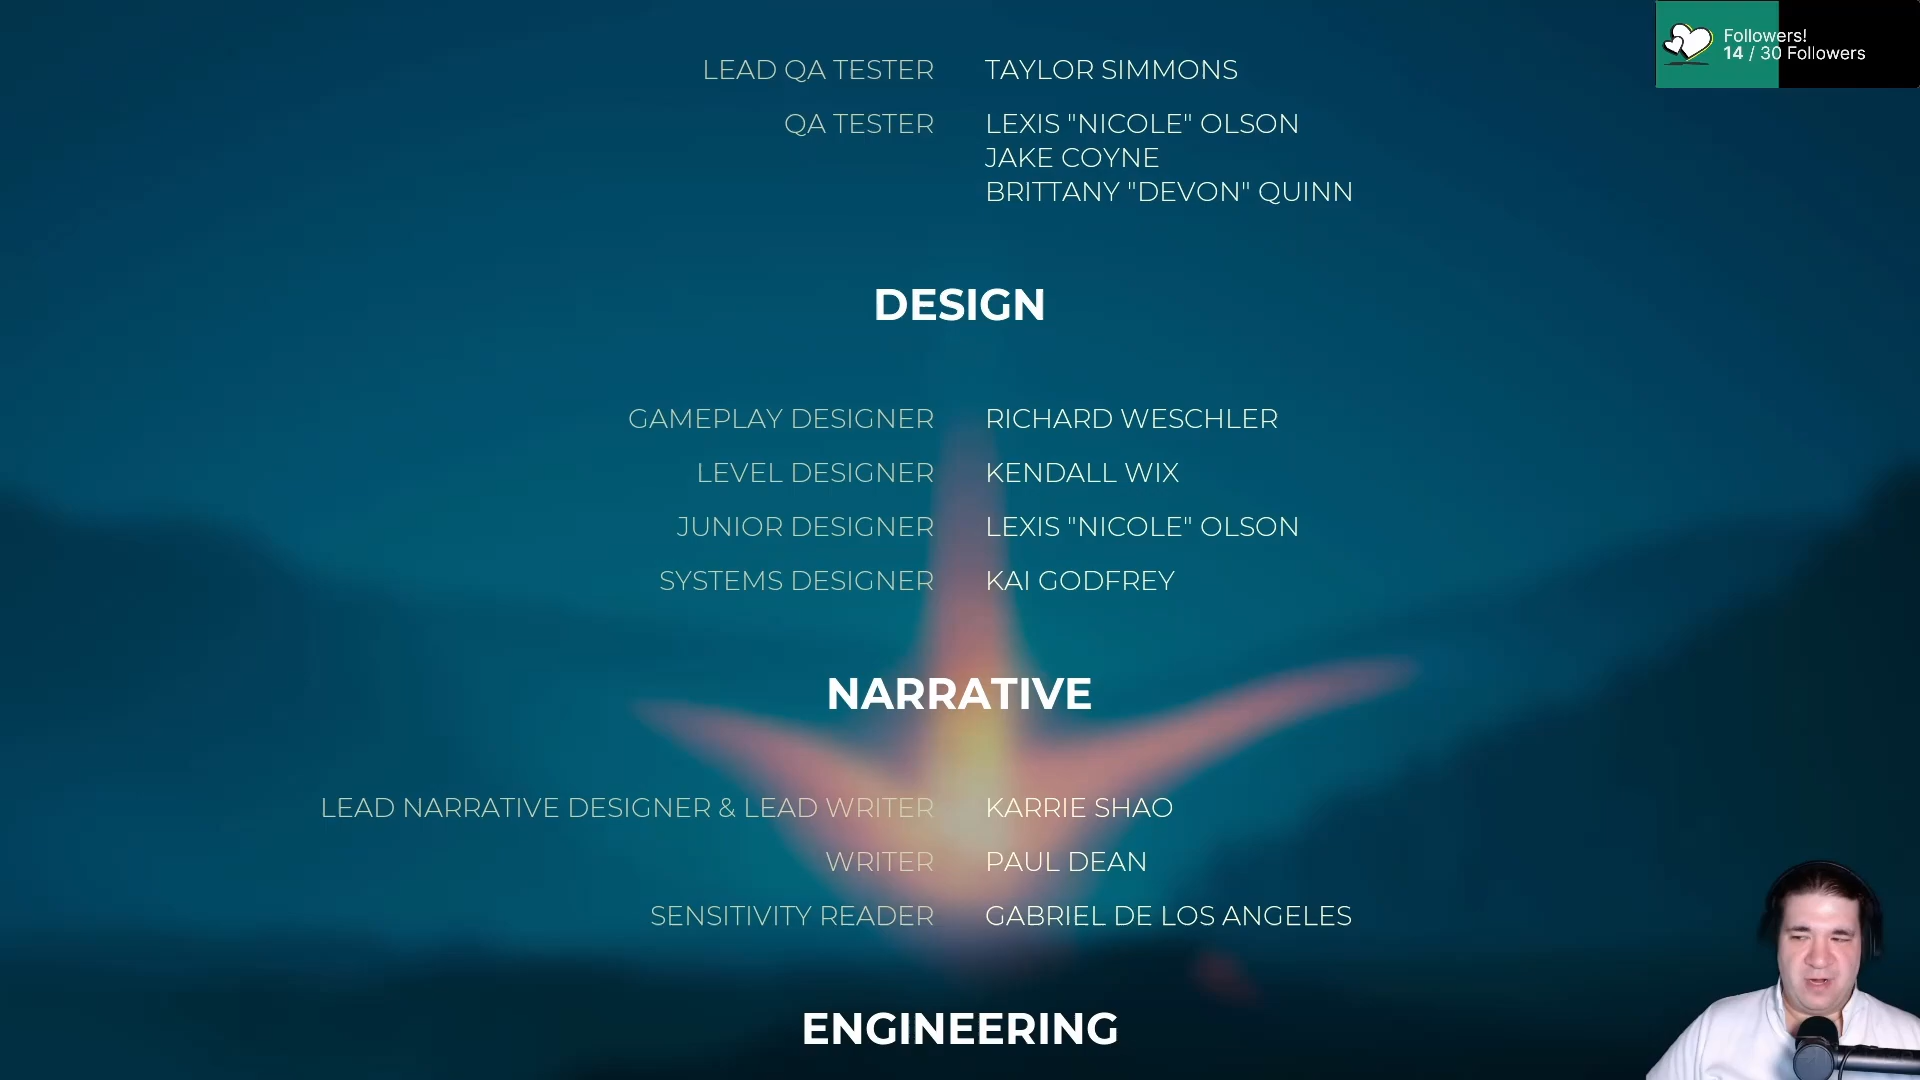 Followers!
14 / 30 Followers
LEAD QA TESTER TAYLOR SIMMONS
QA TESTER LEXIS "NICOLE" OLSON
JAKE COYNE
BRITTANY "DEVON" QUINN
DESIGN
GAMEPLAY DESIGNER RICHARD WESCHLER
LEVEL DESIGNER KENDALL WIX
JUNIOR DESIGNER LEXIS "NICOLE" OLSON
SYSTEMS DESIGNER KAI GODFREY
NARRATIVE
LEAD NARRATIVE DESIGNER & LEAD WRITER KARRIE SHAO
WRITER PAUL DEAN
SENSITIVITY READER GABRIEL DE LOS ANGELES
ENGINEERING